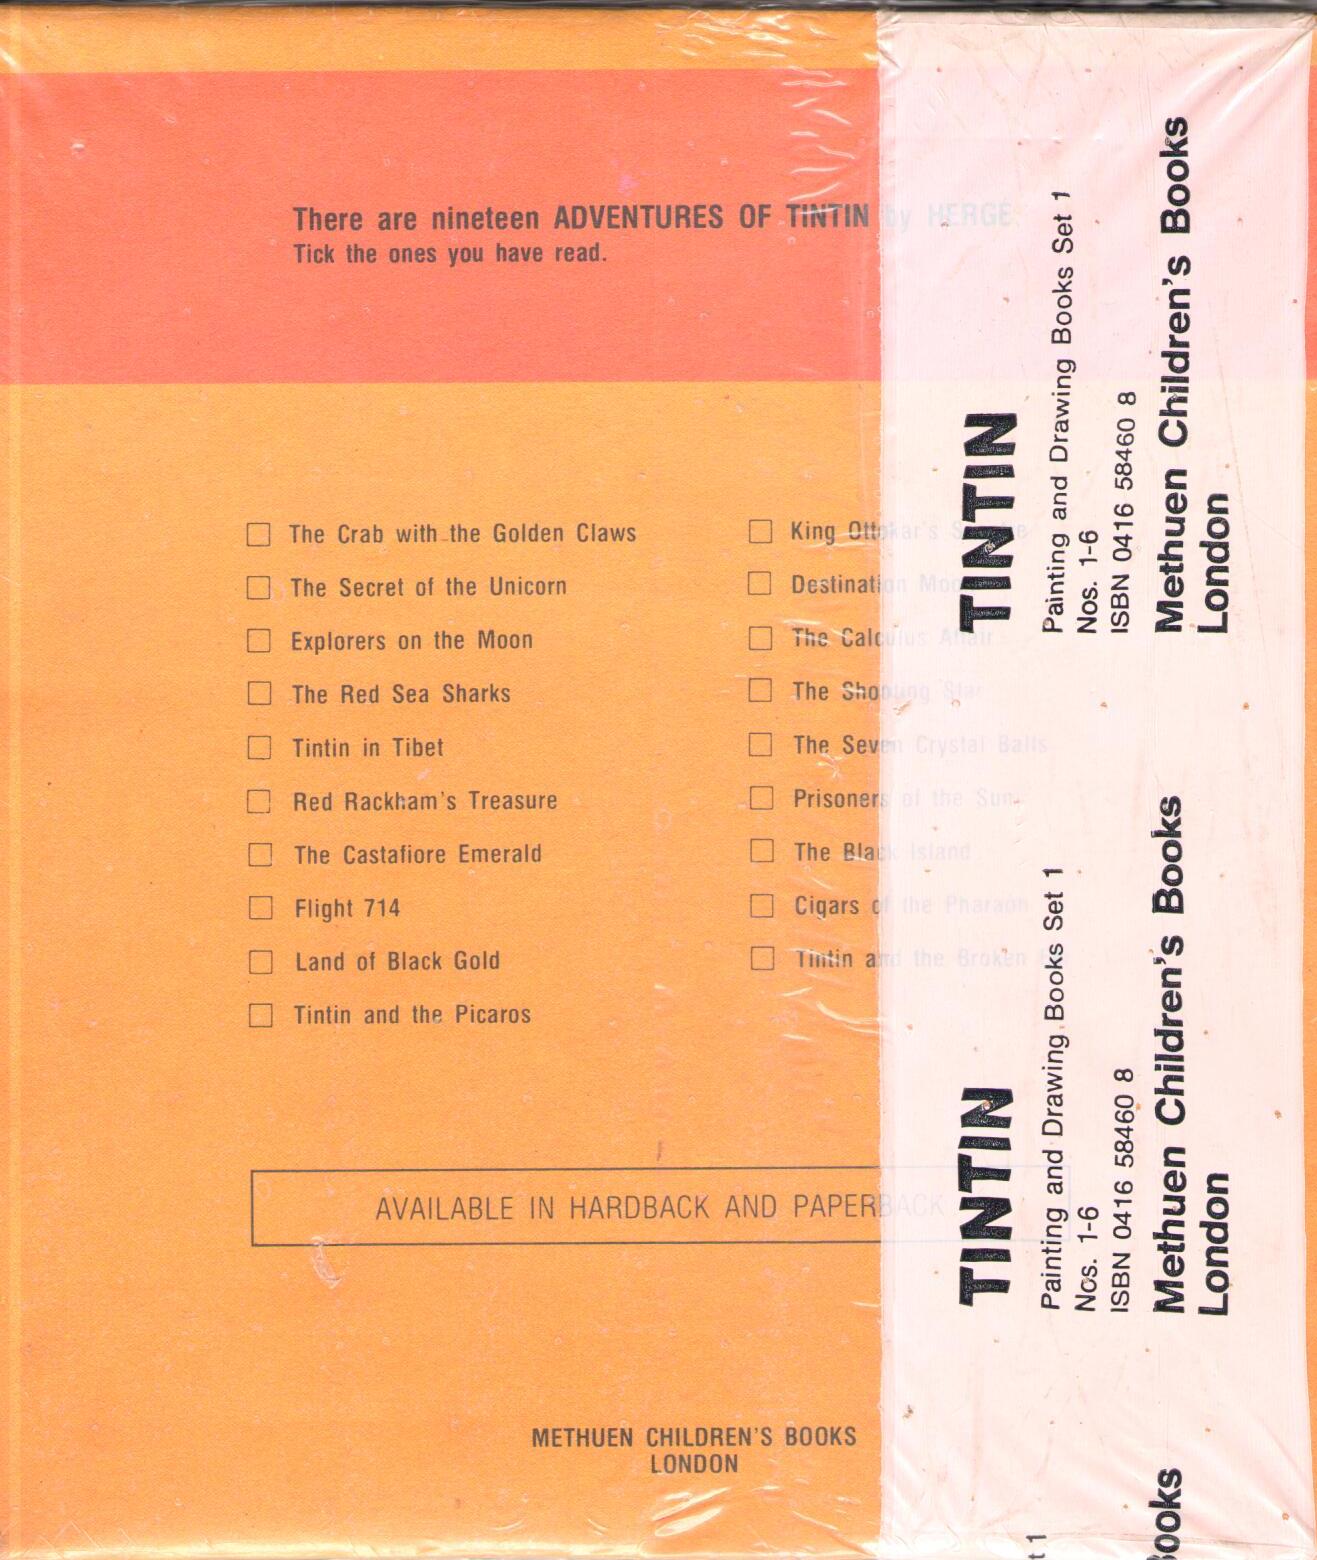 There are nineteen ADVENTURES OF TINTIN by HERGÉ
Tick the ones you have read.
The Crab with the Golden Claws
The Secret of the Unicorn
Explorers on the Moon
The Red Sea Sharks
Tintin in Tibet
Red Rackham's Treasure
The Castafiore Emerald
Flight 714
Land of Black Gold
Tintin and the Picaros
King Ottokar's
Destination Moon
The Calculus Affair
The Shooting Star
The Seven Crystal Balls
Prisoners of the Sun
The Black Island
Cigars of the Pharaoh
Tintin and the Broken
AVAILABLE IN HARDBACK AND PAPERBACK
METHUEN CHILDREN'S BOOKS
LONDON
TINTIN
Painting and Drawing Books Set 1
Nos. 1-6
ISBN 0416 58460 8
Methuen Children's Books
London
TINTIN
Painting and Drawing Books Set 1
Nos. 1-6
ISBN 0416 58460 8
Methuen Children's Books
London
t 1
ooks